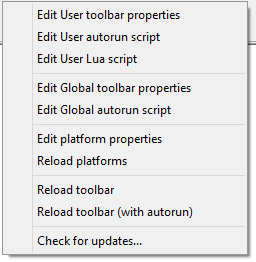 Edit User toolbar properties
Edit User autorun script
Edit User Lua script
Edit Global toolbar properties
Edit Global autorun script
Edit platform properties
Reload platforms
Reload toolbar
Reload toolbar (with autorun)
Check for updates...